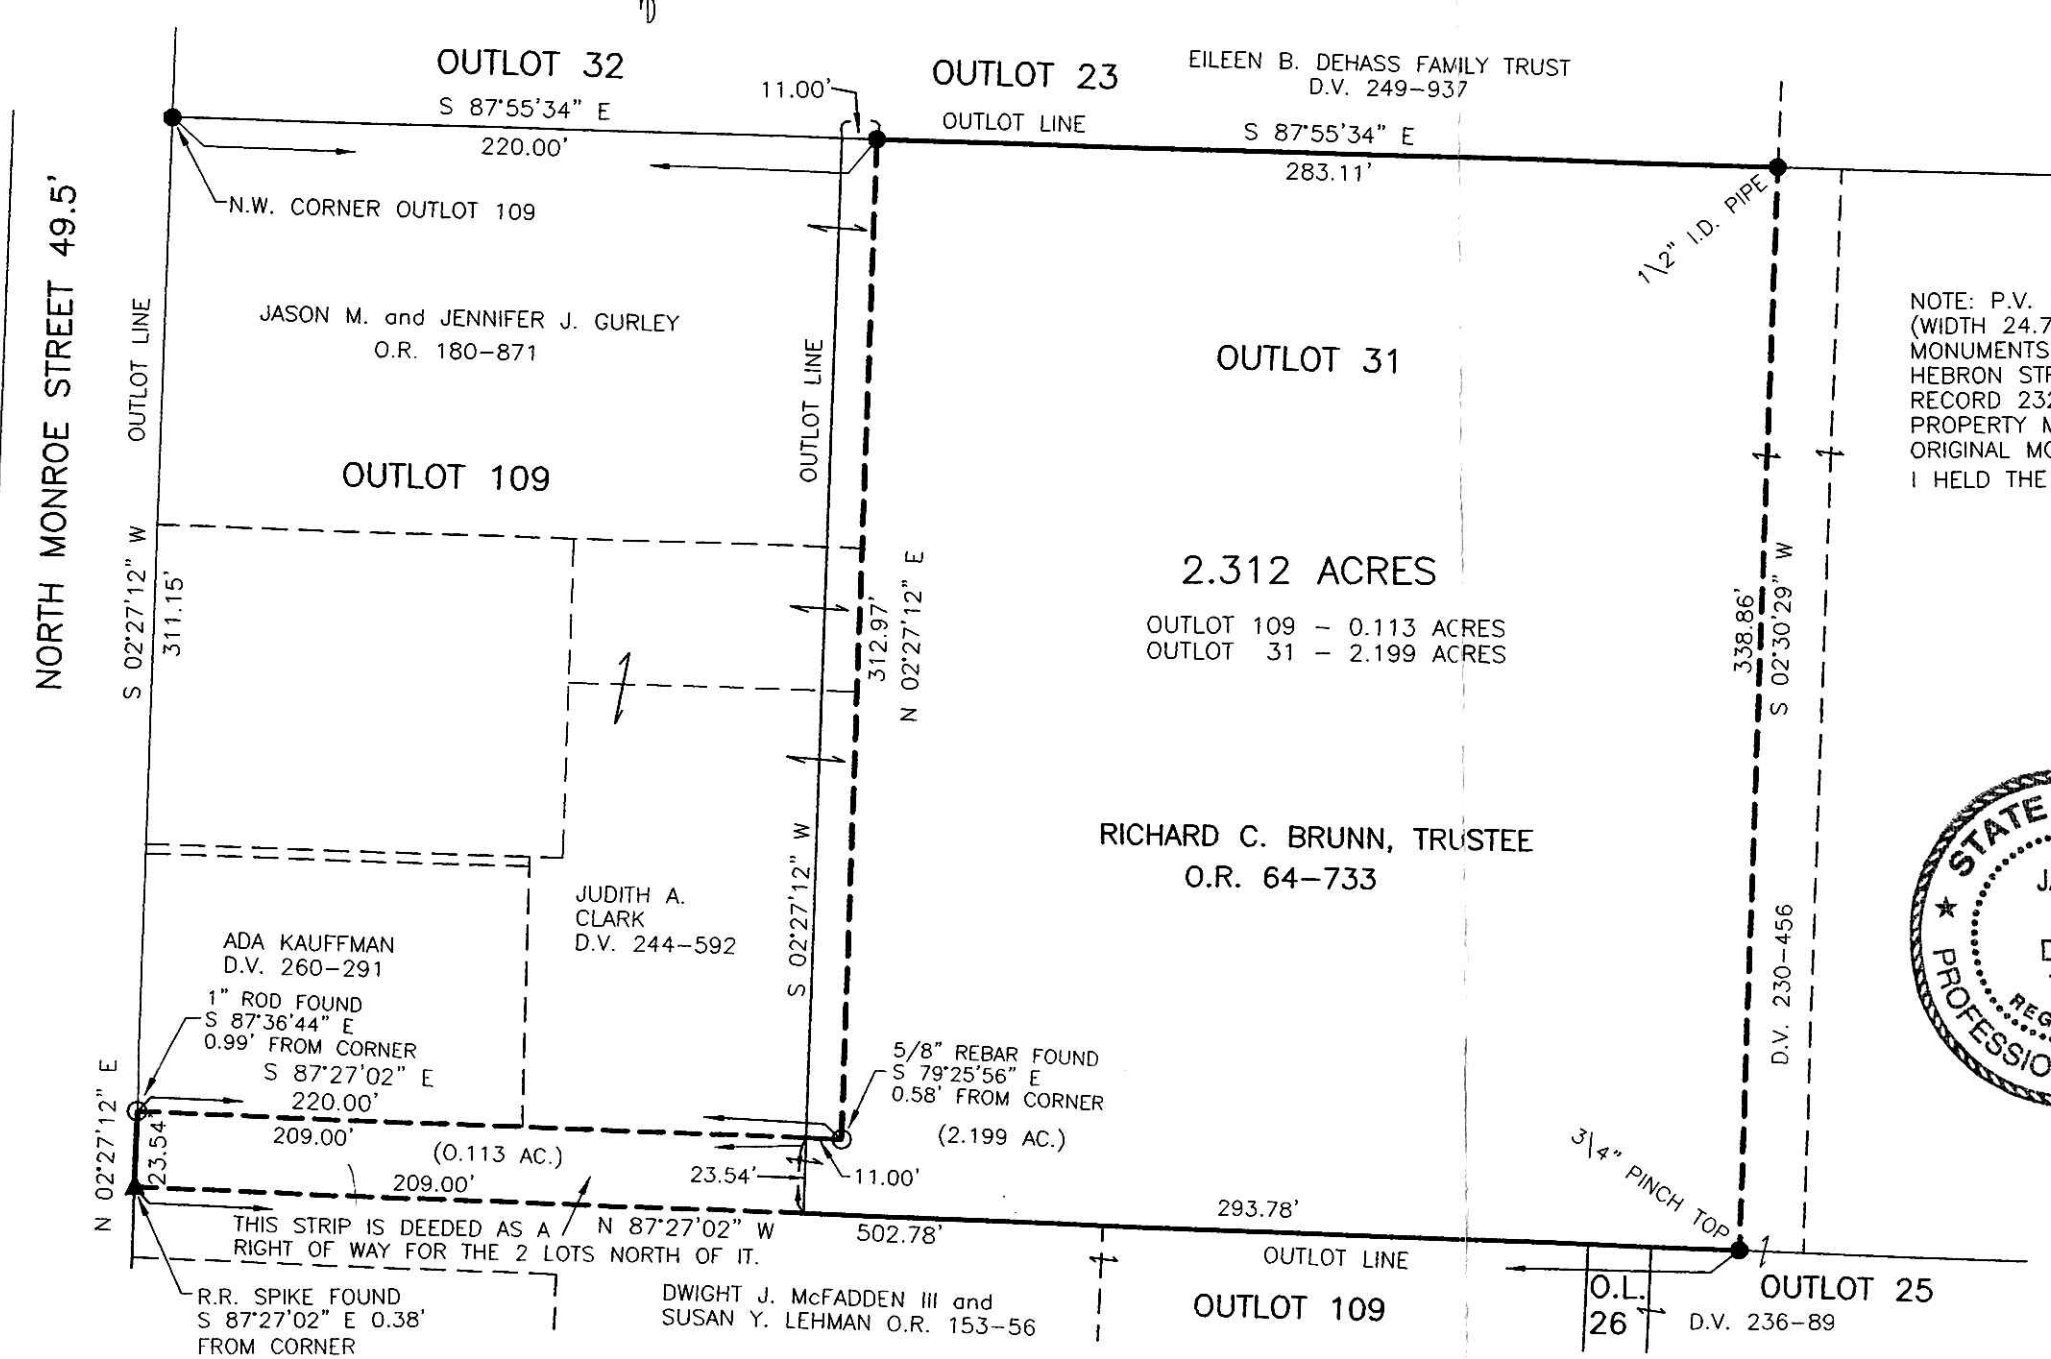 OUTLOT 32
S 87°55'34" E
220.00'
11.00'
OUTLOT 23
OUTLOT LINE
EILEEN B. DEHASS FAMILY TRUST
D.V. 249-937
S 87°55'34" E
283.11'
1\2" I.D. PIPE
N.W. CORNER OUTLOT 109
NORTH MONROE STREET 49.5'
OUTLOT LINE
S 02°27'12" W
311.15'
JASON M. and JENNIFER J. GURLEY
O.R. 180-871
OUTLOT 109
OUTLOT LINE
S 02°27'12" W
312.97'
N 02°27'12" E
OUTLOT 31
2.312 ACRES
OUTLOT 109 - 0.113 ACRES
OUTLOT 31 - 2.199 ACRES
RICHARD C. BRUNN, TRUSTEE
O.R. 64-733
338.86'
S 02°30'29" W
D.V. 230-456
NOTE: P.V.
(WIDTH 24.7
MONUMENTS
HEBRON STR
RECORD 232
PROPERTY M
ORIGINAL MO
I HELD THE
STATE
PROFESSIO
REG
JUDITH A.
CLARK
D.V. 244-592
ADA KAUFFMAN
D.V. 260-291
1" ROD FOUND
S 87°36'44" E
0.99' FROM CORNER
S 87°27'02" E
220.00'
N 02°27'12" E
23.54'
209.00'
(0.113 AC.)
209.00'
23.54'
11.00'
5/8" REBAR FOUND
S 79°25'56" E
0.58' FROM CORNER
(2.199 AC.)
THIS STRIP IS DEEDED AS A
RIGHT OF WAY FOR THE 2 LOTS NORTH OF IT.
N 87°27'02" W
502.78'
293.78'
3\4" PINCH TOP
OUTLOT LINE
R.R. SPIKE FOUND
S 87°27'02" E 0.38'
FROM CORNER
DWIGHT J. McFADDEN III and
SUSAN Y. LEHMAN O.R. 153-56
OUTLOT 109
O.L.
26
OUTLOT 25
D.V. 236-89